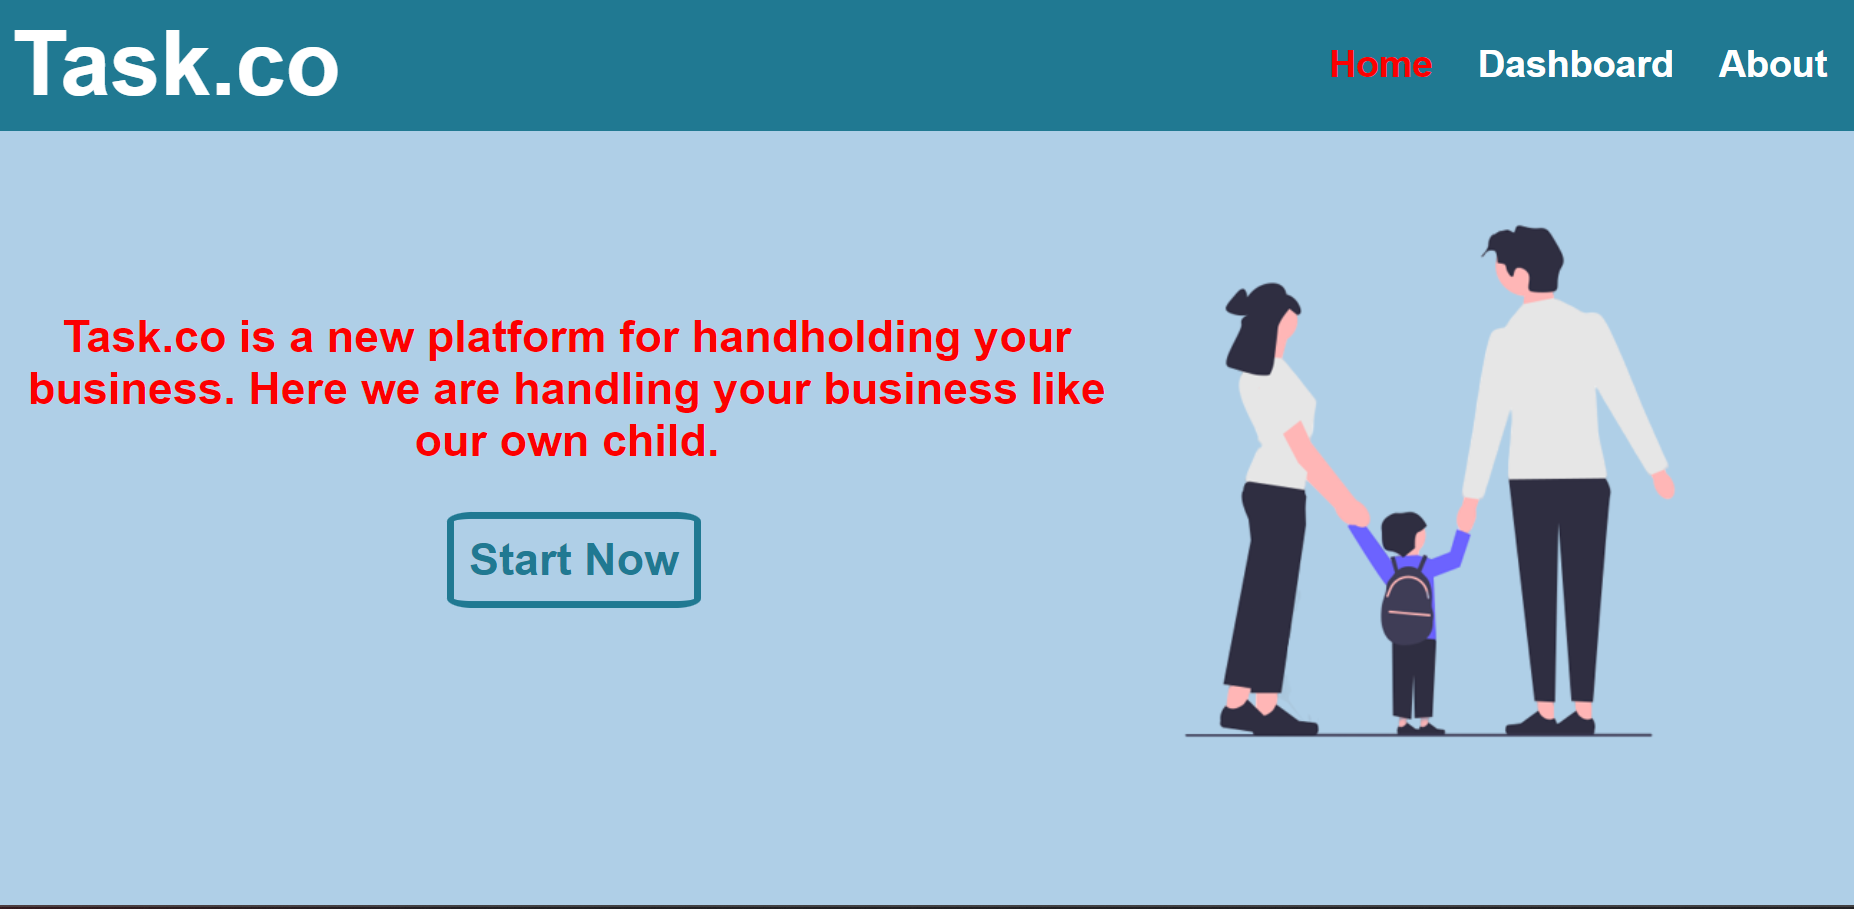 Task.co
Home Dashboard About
Task.co is a new platform for handholding your
business. Here we are handling your business like
our own child.
Start Now